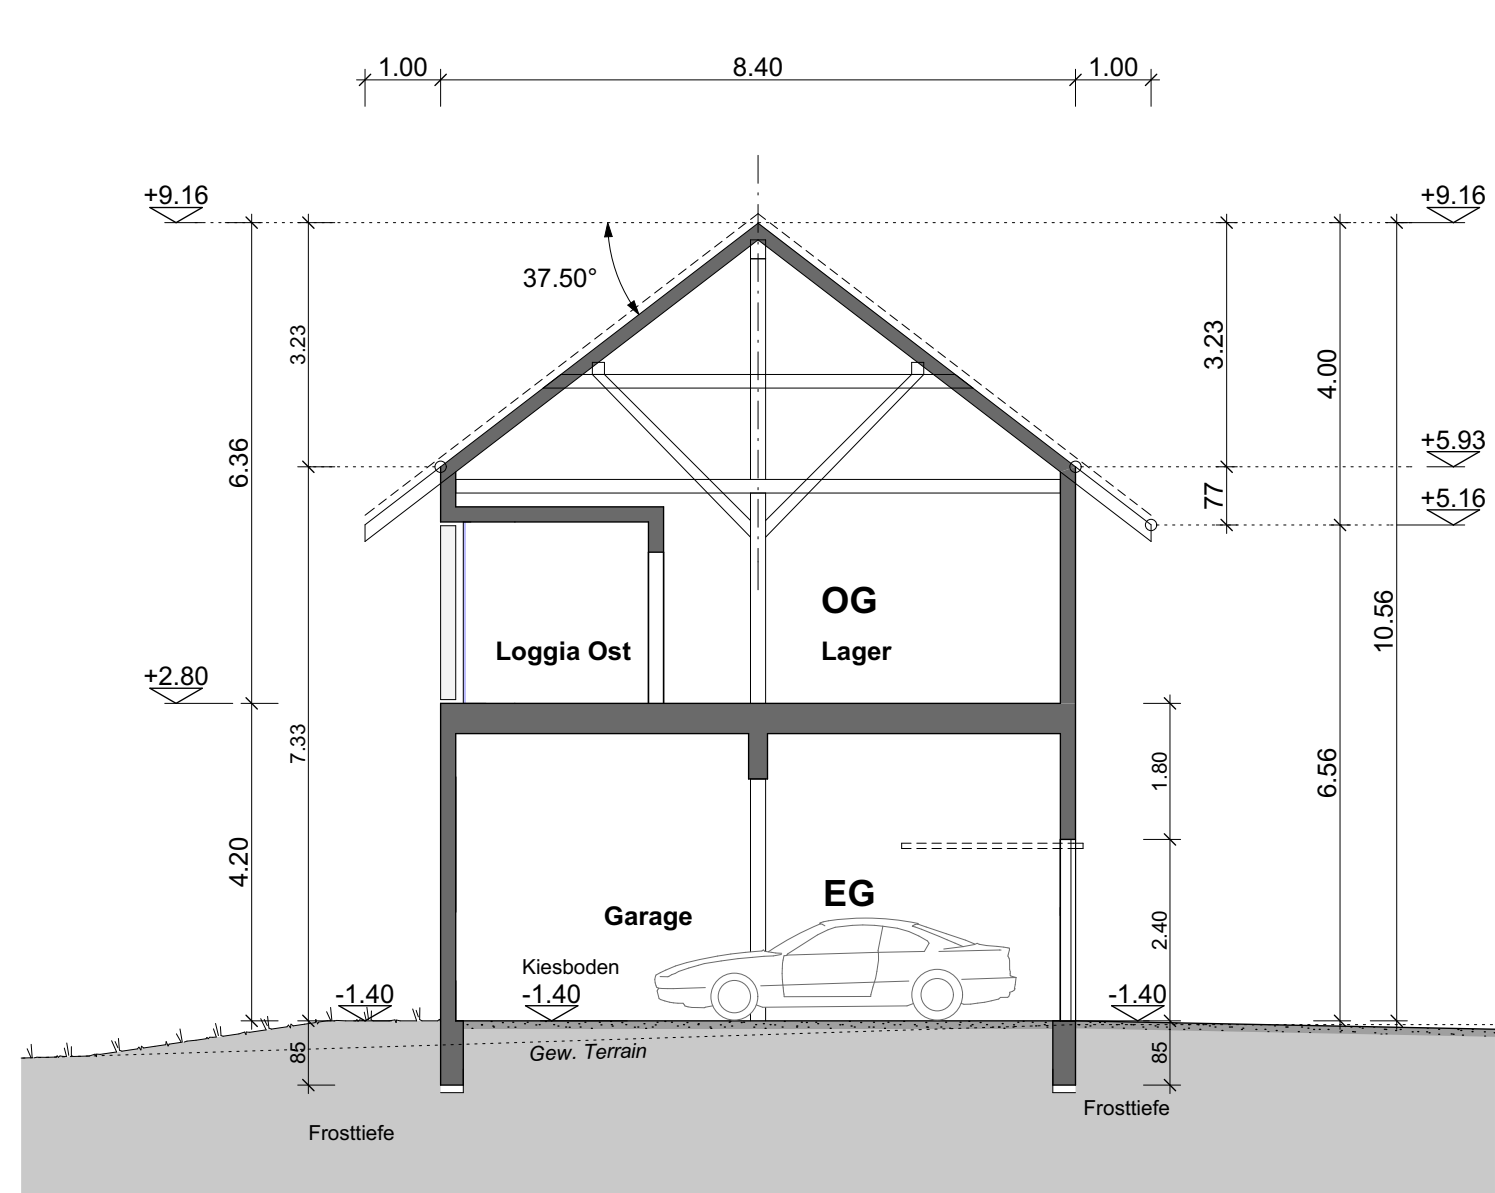 1.00
8.40
1.00
+9.16
+9.16
37.50°
3.23
3.23
4.00
6.36
+5.93
77
+5.16
OG
10.56
Loggia Ost
Lager
+2.80
7.33
1.80
6.56
4.20
EG
Garage
2.40
Kiesboden
-1.40
-1.40
-1.40
85
Gew. Terrain
85
Frosttiefe
Frosttiefe